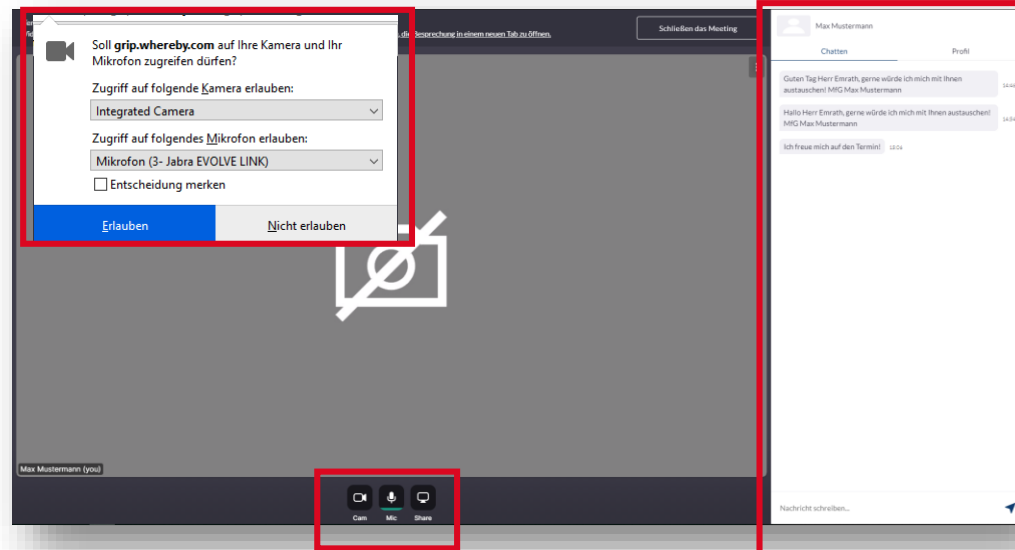 Soll grip.whereby.com auf Ihre Kamera und Ihr
Mikrofon zugreifen dürfen?
Zugriff auf folgende Kamera erlauben:
Integrated Camera
Zugriff auf folgendes Mikrofon erlauben:
Mikrofon (3- Jabra EVOLVE LINK)
Entscheidung merken
Erlauben
Nicht erlauben
die Besprechung in einem neuen Tab zu öffnen.
Schließen das Meeting
Max Mustermann (you)
Cam
Mic
Share
Max Mustermann
Chatten
Profil
Guten Tag Herr Emrath, gerne würde ich mich mit Ihnen
austauschen! MfG Max Mustermann
Hallo Herr Emrath, gerne würde ich mich mit Ihnen austauschen!
MfG Max Mustermann
Ich freue mich auf den Termin!
Nachricht schreiben...